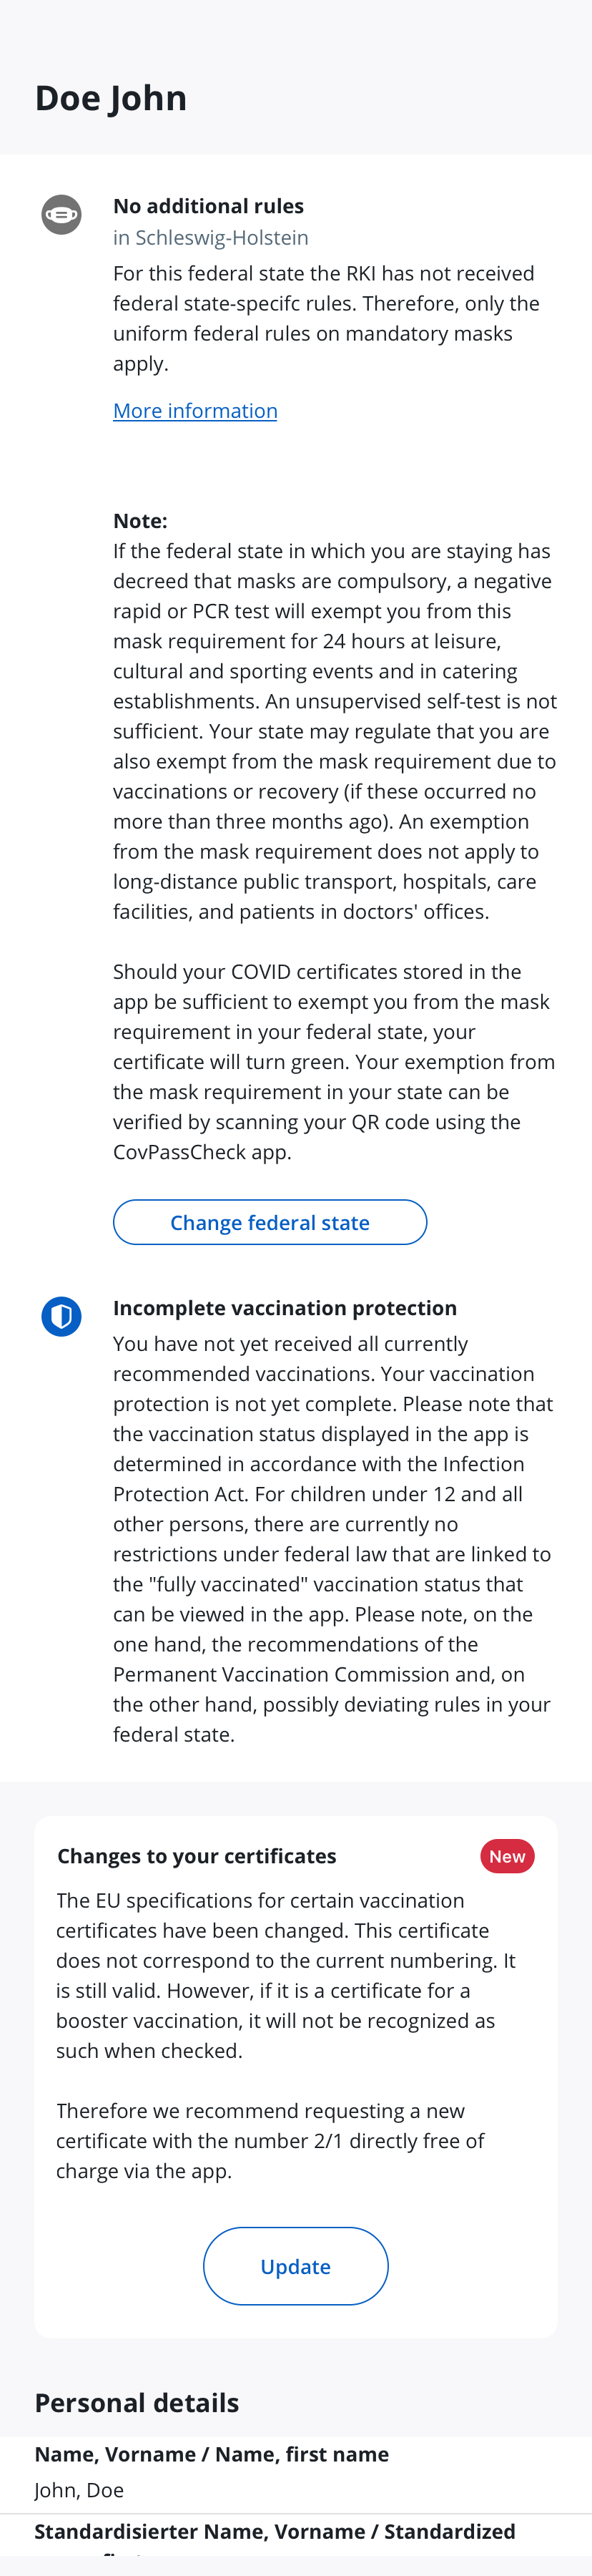 Doe John
No additional rules
in Schleswig-Holstein
For this federal state the RKI has not received
federal state-specifc rules. Therefore, only the
uniform federal rules on mandatory masks
apply.
More information
Note:
If the federal state in which you are staying has
decreed that masks are compulsory, a negative
rapid or PCR test will exempt you from this
mask requirement for 24 hours at leisure,
cultural and sporting events and in catering
establishments. An unsupervised self-test is not
sufficient. Your state may regulate that you are
also exempt from the mask requirement due to
vaccinations or recovery (if these occurred no
more than three months ago). An exemption
from the mask requirement does not apply to
long-distance public transport, hospitals, care
facilities, and patients in doctors' offices.
Should your COVID certificates stored in the
app be sufficient to exempt you from the mask
requirement in your federal state, your
certificate will turn green. Your exemption from
the mask requirement in your state can be
verified by scanning your QR code using the
CovPassCheck app.
Change federal state
Incomplete vaccination protection
You have not yet received all currently
recommended vaccinations. Your vaccination
protection is not yet complete. Please note that
the vaccination status displayed in the app is
determined in accordance with the Infection
Protection Act. For children under 12 and all
other persons, there are currently no
restrictions under federal law that are linked to
the "fully vaccinated" vaccination status that
can be viewed in the app. Please note, on the
one hand, the recommendations of the
Permanent Vaccination Commission and, on
the other hand, possibly deviating rules in your
federal state.
Changes to your certificates
New
The EU specifications for certain vaccination
certificates have been changed. This certificate
does not correspond to the current numbering. It
is still valid. However, if it is a certificate for a
booster vaccination, it will not be recognized as
such when checked.
Therefore we recommend requesting a new
certificate with the number 2/1 directly free of
charge via the app.
Update
Personal details
Name, Vorname / Name, first name
John, Doe
Standardisierter Name, Vorname / Standardized